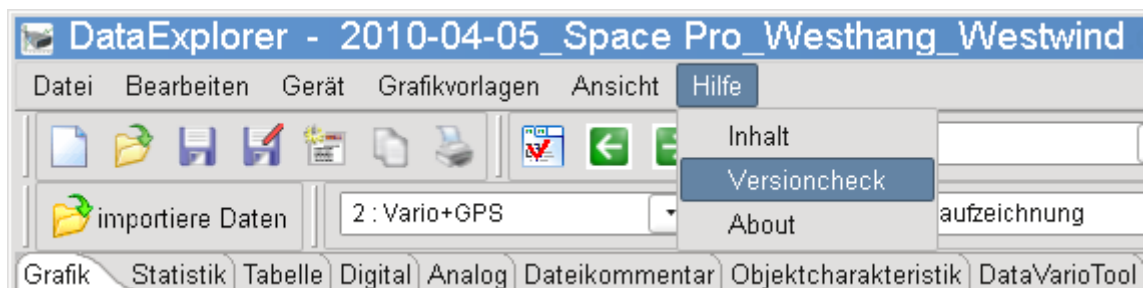 DataExplorer - 2010-04-05_Space Pro_Westhang_Westwind
Datei Bearbeiten Gerät Grafikvorlagen Ansicht Hilfe
Inhalt
Versioncheck
About
importiere Daten 2 : Vario+GPS aufzeichnung
Grafik Statistik Tabelle Digital Analog Dateikommentar Objektcharakteristik DataVarioTool